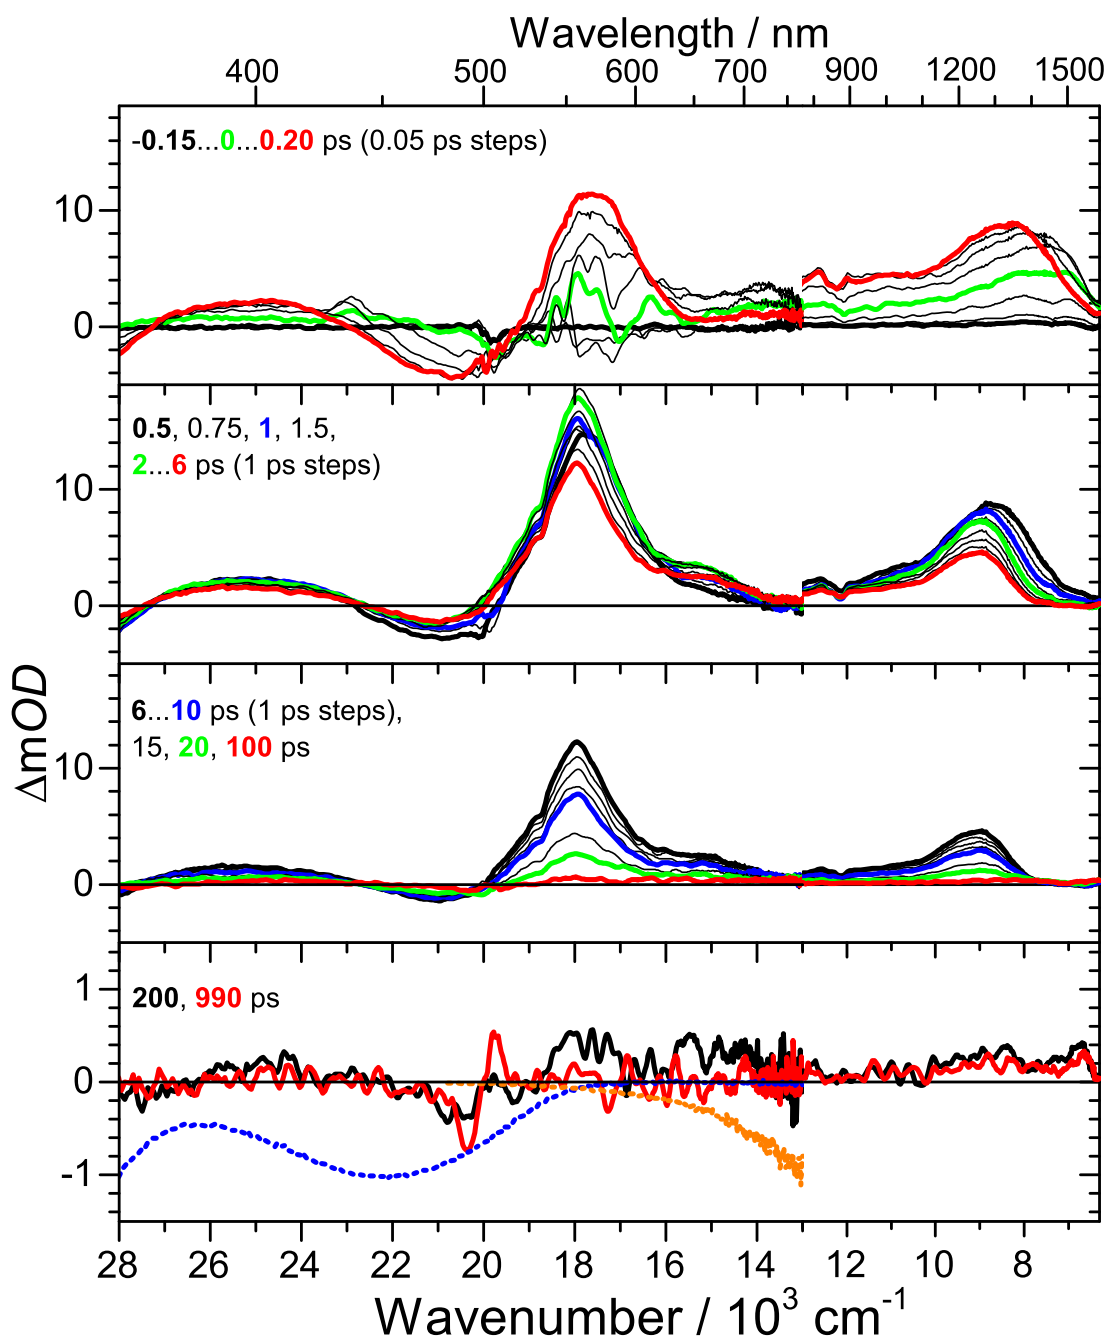 Wavelength / nm
400 500 600 700 900 1200 1500
-0.15...0...0.20 ps (0.05 ps steps)
10
0
0.5, 0.75, 1, 1.5,
2...6 ps (1 ps steps)
10
0
ΔmOD
6...10 ps (1 ps steps),
15, 20, 100 ps
10
0
200, 990 ps
1
0
-1
28 26 24 22 20 18 16 14 12 10 8
Wavenumber / 10³ cm⁻¹